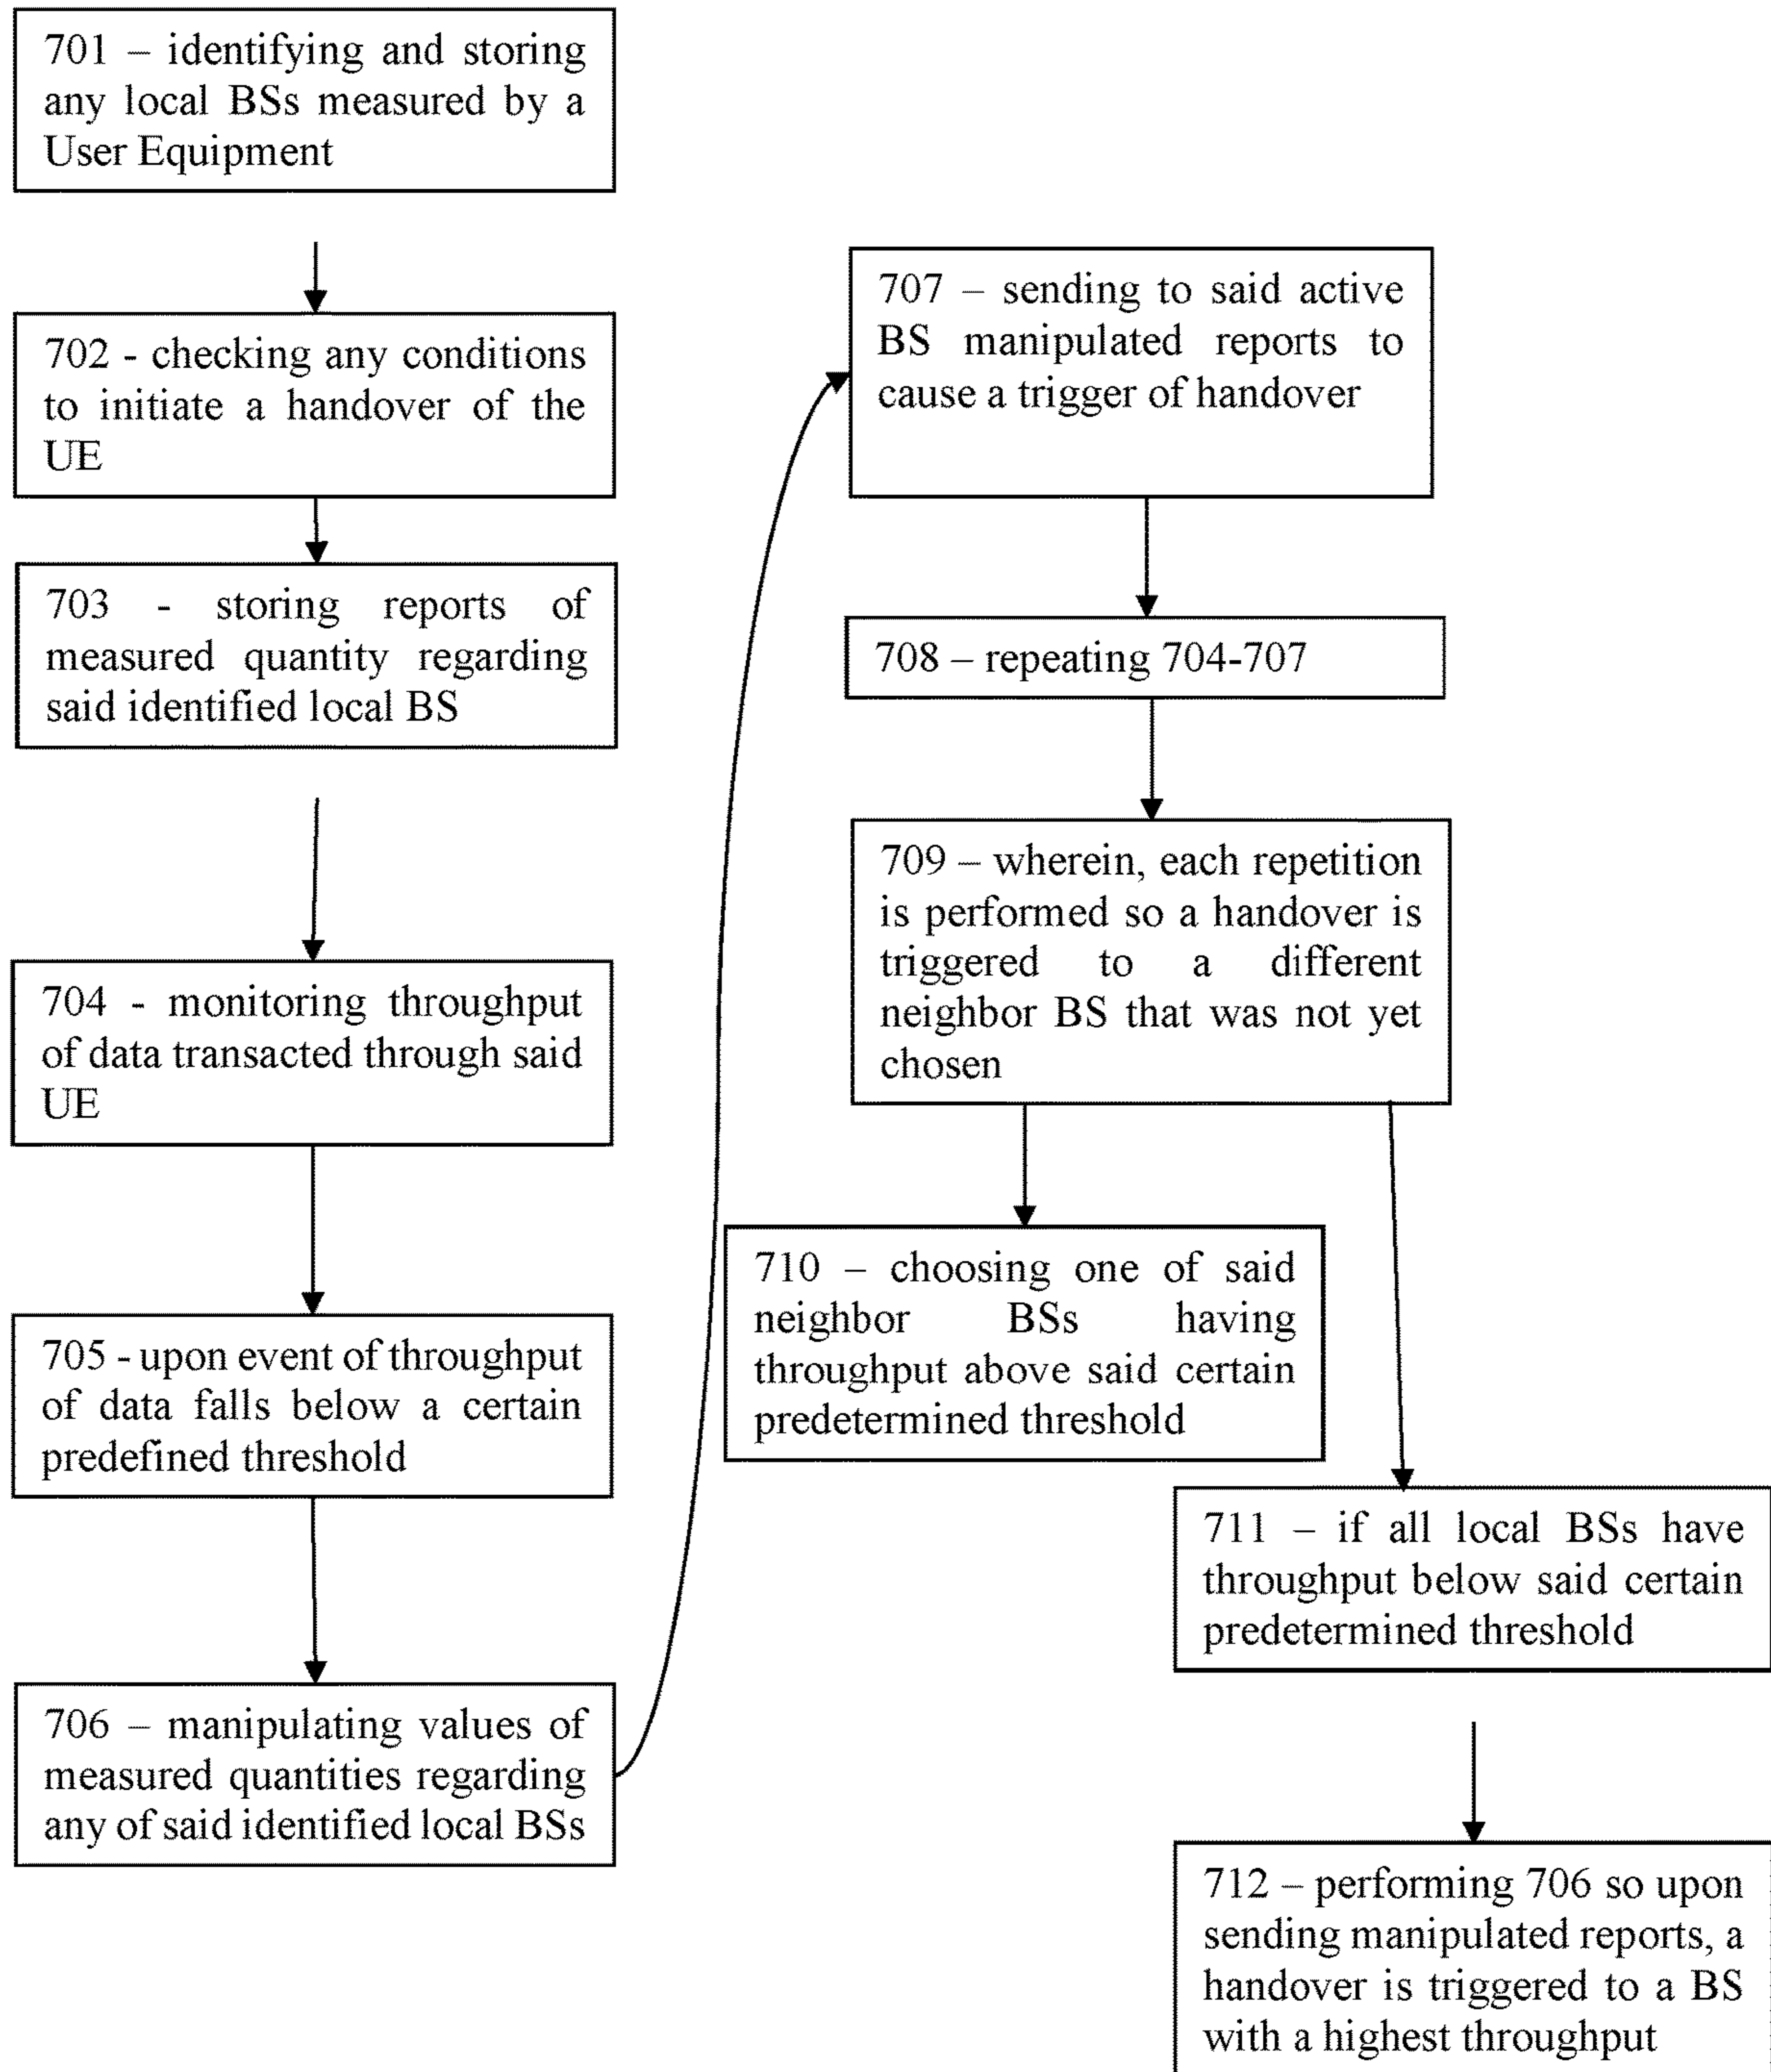 701 – identifying and storing
any local BSs measured by a
User Equipment
702 - checking any conditions
to initiate a handover of the
UE
703 - storing reports of
measured quantity regarding
said identified local BS
704 - monitoring throughput
of data transacted through said
UE
705 - upon event of throughput
of data falls below a certain
predefined threshold
706 – manipulating values of
measured quantities regarding
any of said identified local BSs
707 – sending to said active
BS manipulated reports to
cause a trigger of handover
708 – repeating 704-707
709 – wherein, each repetition
is performed so a handover is
triggered to a different
neighbor BS that was not yet
chosen
710 – choosing one of said
neighbor BSs having
throughput above said certain
predetermined threshold
711 – if all local BSs have
throughput below said certain
predetermined threshold
712 – performing 706 so upon
sending manipulated reports, a
handover is triggered to a BS
with a highest throughput